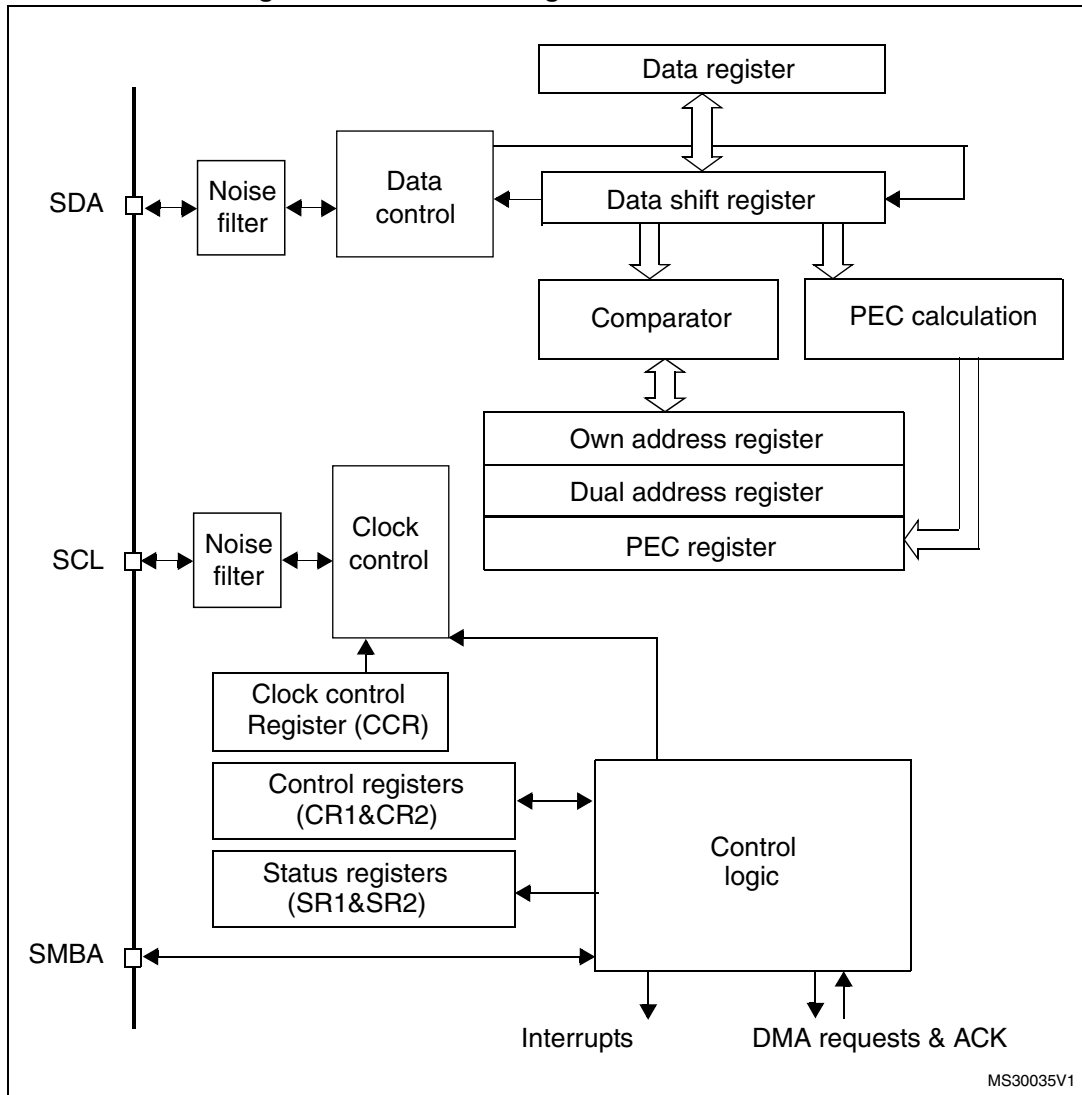 Data register
SDA
Noise
filter
Data
control
Data shift register
Comparator
PEC calculation
Own address register
Dual address register
PEC register
SCL
Noise
filter
Clock
control
Clock control
Register (CCR)
Control registers
(CR1&CR2)
Status registers
(SR1&SR2)
Control
logic
SMBA
Interrupts
DMA requests & ACK
MS30035V1